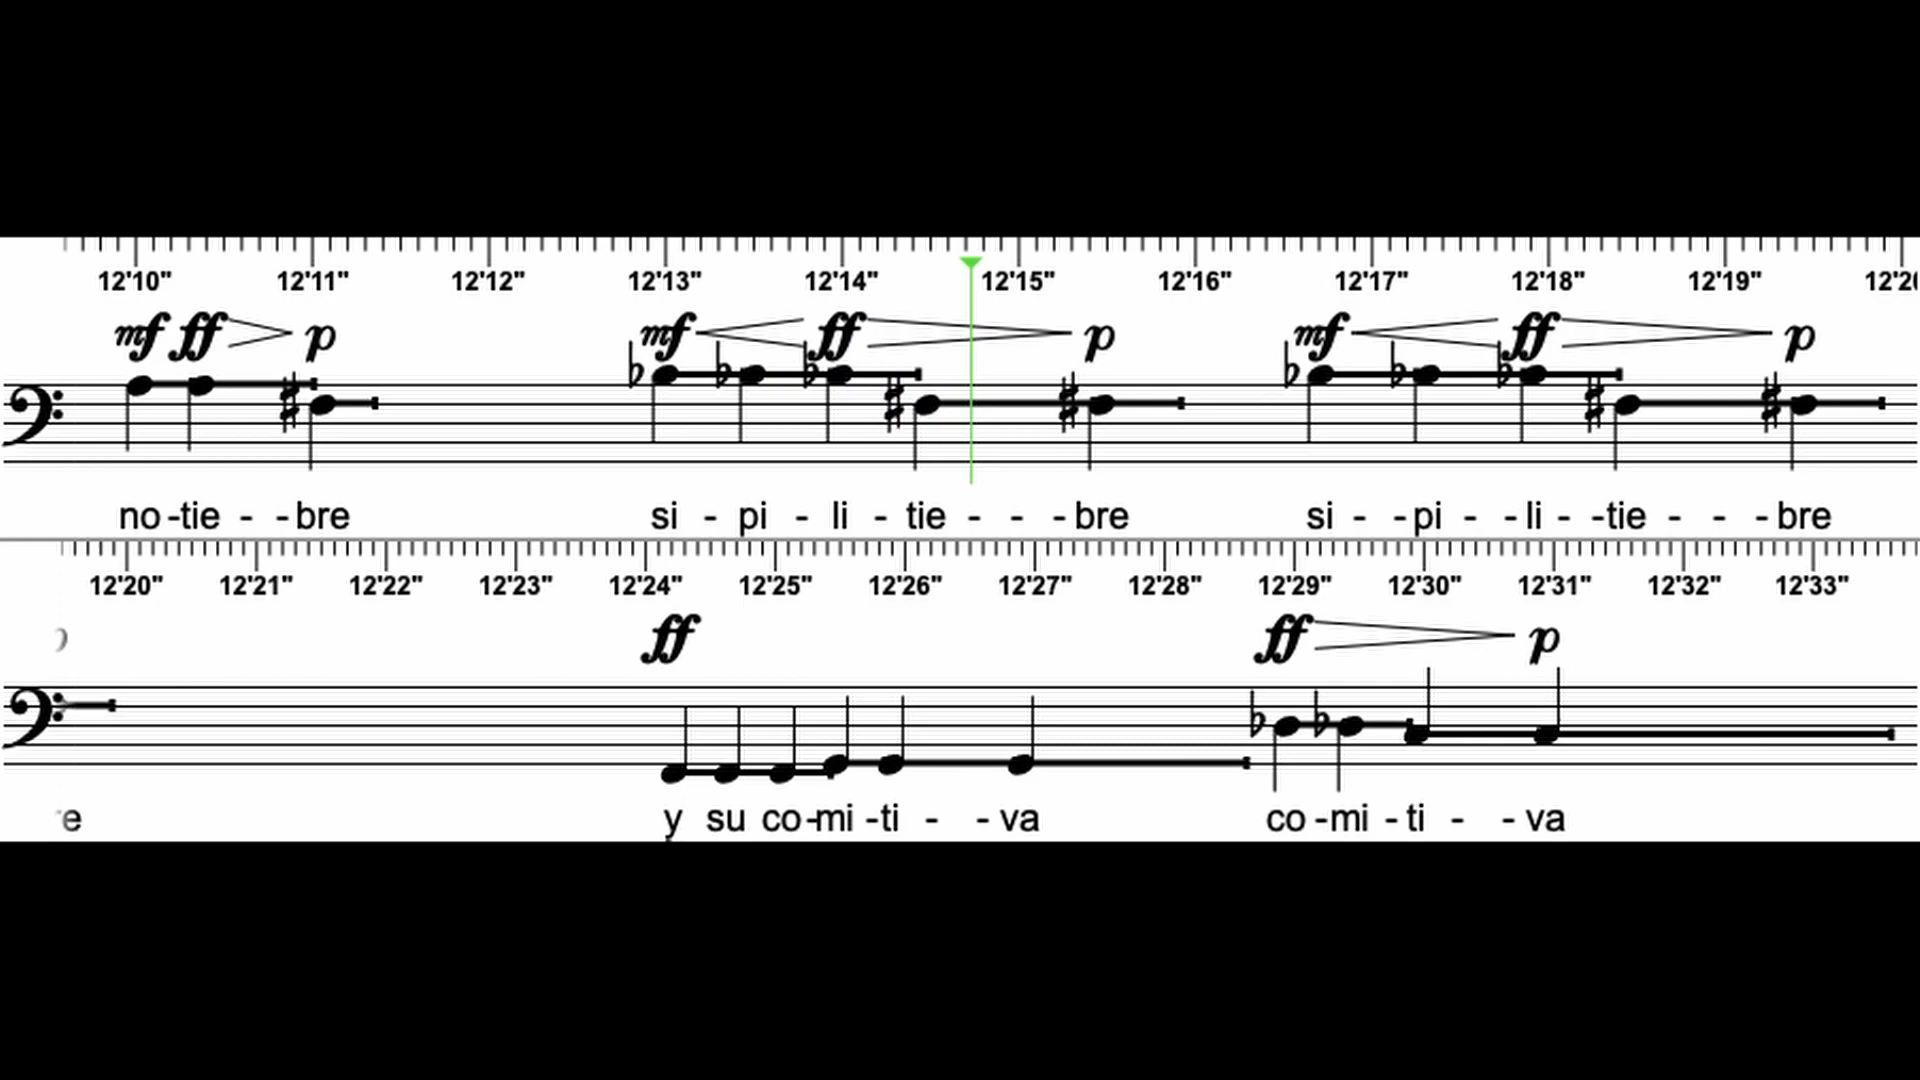 12'10" 12'11" 12'12" 12'13" 12'14" 12'15" 12'16" 12'17" 12'18" 12'19" 12'20
mf ff p mf ff p mf ff p
no-tie - -bre si - pi - li - tie - - -bre si - -pi - -li - -tie - - -bre
12'20" 12'21" 12'22" 12'23" 12'24" 12'25" 12'26" 12'27" 12'28" 12'29" 12'30" 12'31" 12'32" 12'33"
ff ff p
e y su co-mi -ti - - va co -mi - ti - - va